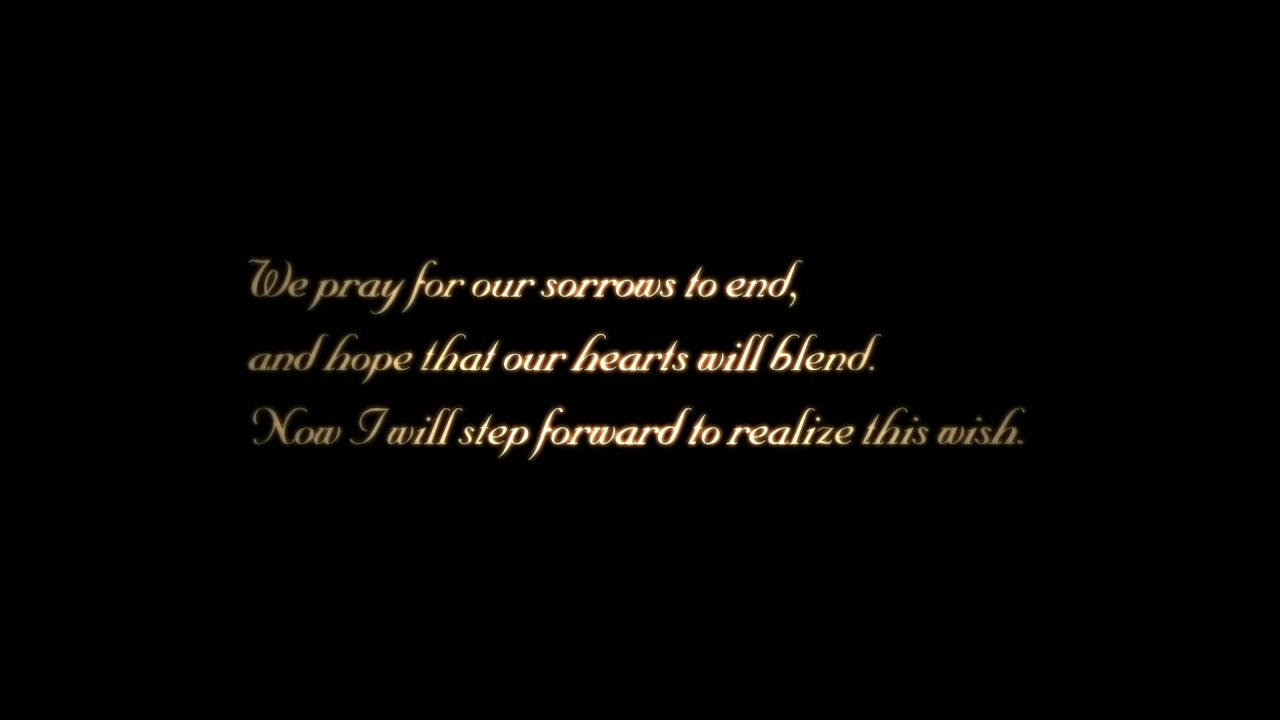 We pray for our sorrows to end,
and hope that our hearts will blend.
Now I will step forward to realize this wish.